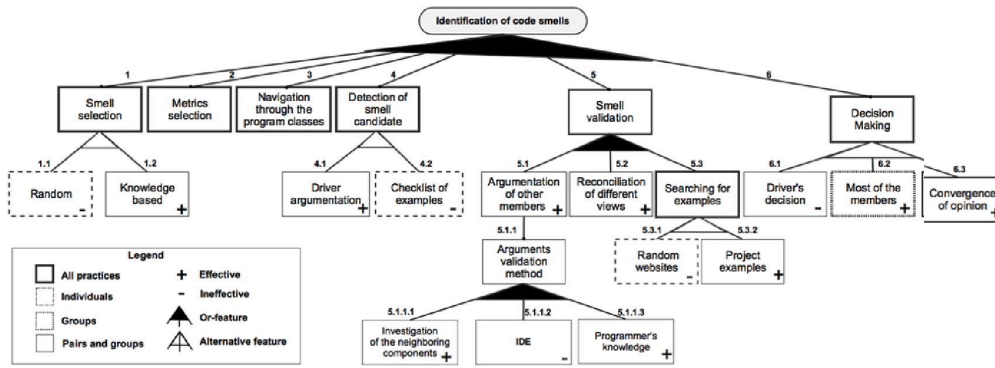 Identification of code smells
1
2
3
4
5
6
Smell
selection
Metrics
selection
Navigation
through the
program classes
Detection of
smell
candidate
Smell
validation
Decision
Making
1.1
1.2
4.1
4.2
5.1
5.2
5.3
6.1
6.2
6.3
Random
-
Knowledge
based
+
Driver
argumentation
+
Checklist of
examples
-
Argumentation
of other
members
+
Reconciliation
of different
views
+
Searching for
examples
Driver's
decision
-
Most of the
members
+
Convergence
of opinion
+
5.1.1
5.3.1
5.3.2
Arguments
validation
method
Random
websites
-
Project
examples
+
5.1.1.1
5.1.1.2
5.1.1.3
Investigation
of the neighboring
components
+
IDE
-
Programmer's
knowledge
+
Legend
All practices
+ Effective
Individuals
- Ineffective
Groups
Or-feature
Pairs and groups
Alternative feature